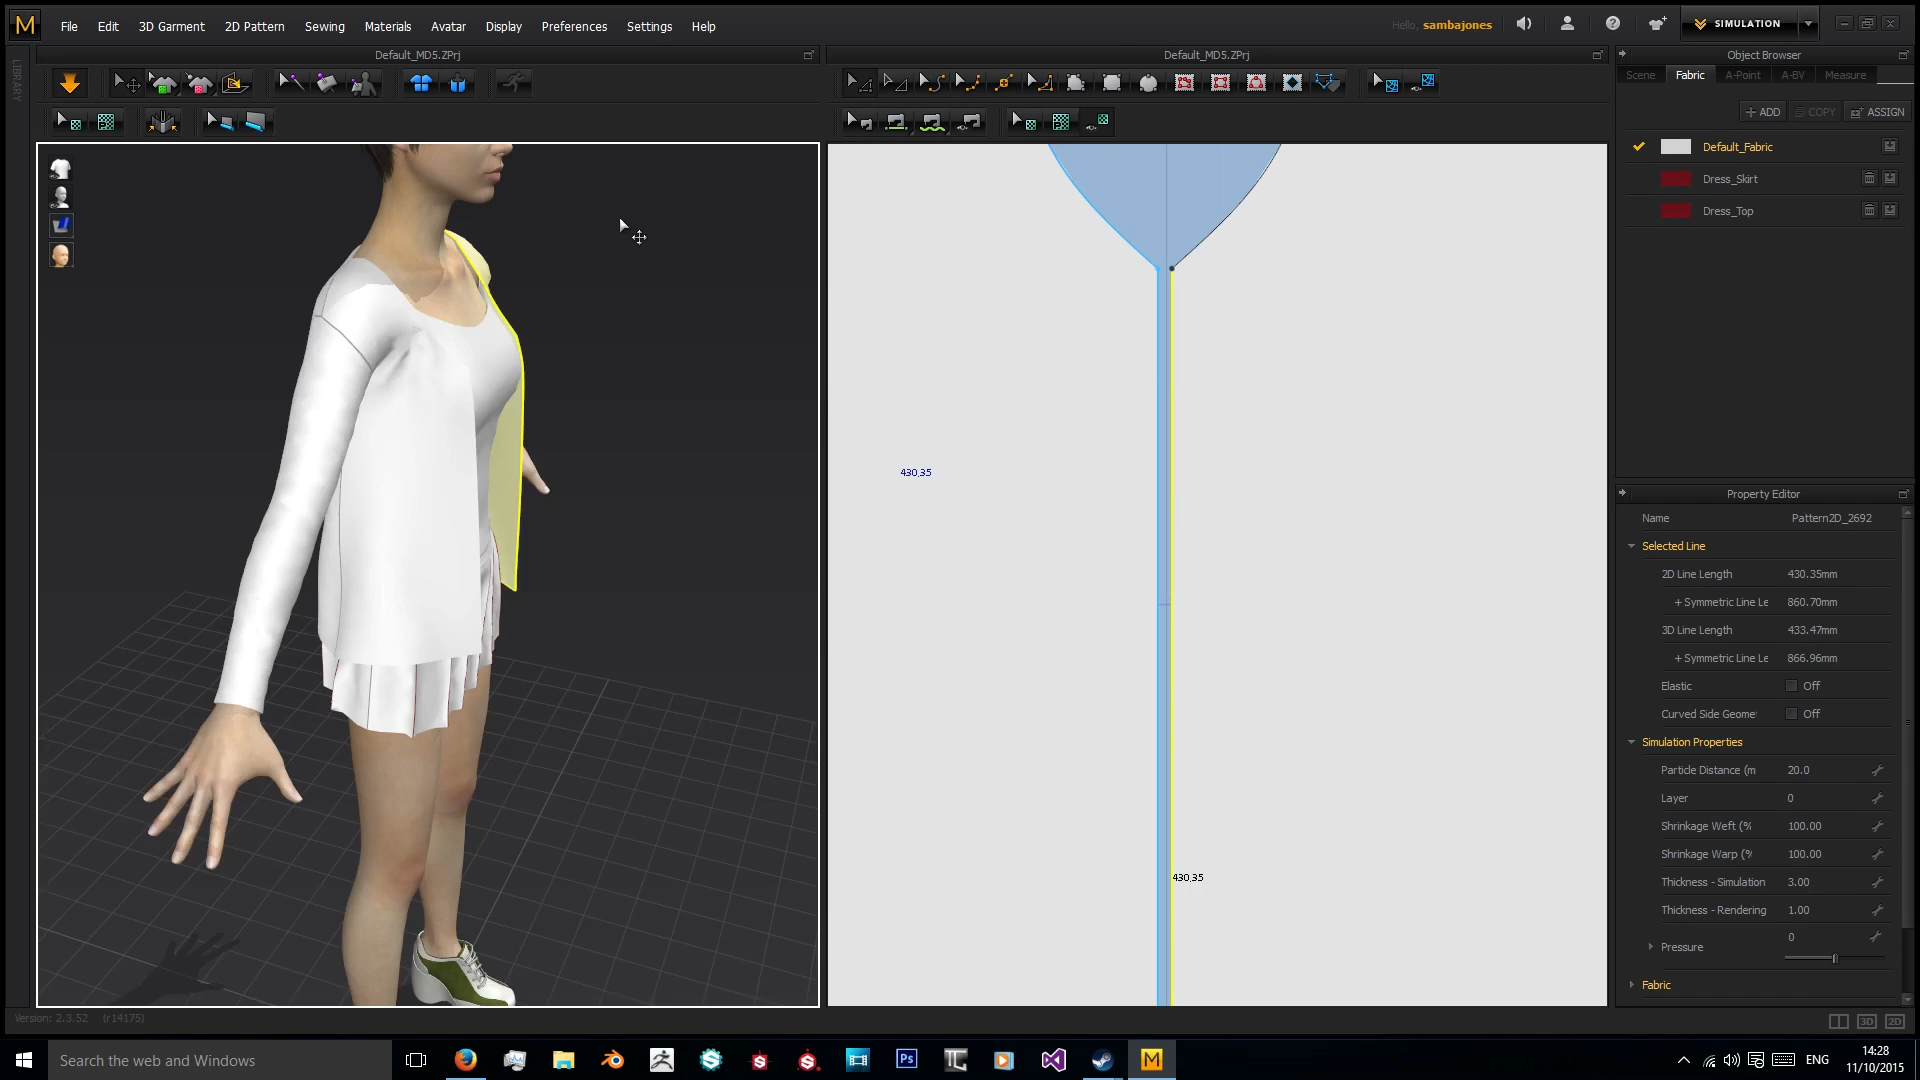 M File Edit 3D Garment 2D Pattern Sewing Materials Avatar Display Preferences Settings Help Hello, sambajones SIMULATION
Default_MD5.ZPrj Default_MD5.ZPrj Object Browser
LIBRARY
Scene Fabric A-Point A-BV Measure
+ ADD COPY ASSIGN
Default_Fabric
Dress_Skirt
Dress_Top
430.35
430.35
Property Editor
Name Pattern2D_2692
Selected Line
2D Line Length 430.35mm
+ Symmetric Line Le 860.70mm
3D Line Length 433.47mm
+ Symmetric Line Le 866.96mm
Elastic Off
Curved Side Geome Off
Simulation Properties
Particle Distance (m 20.0
Layer 0
Shrinkage Weft (% 100.00
Shrinkage Warp (% 100.00
Thickness - Simulation 3.00
Thickness - Rendering 1.00
Pressure 0
Fabric
Version: 2.3.52 (r14175)
3D 2D
Search the web and Windows
Ps
M
ENG
14:28
11/10/2015